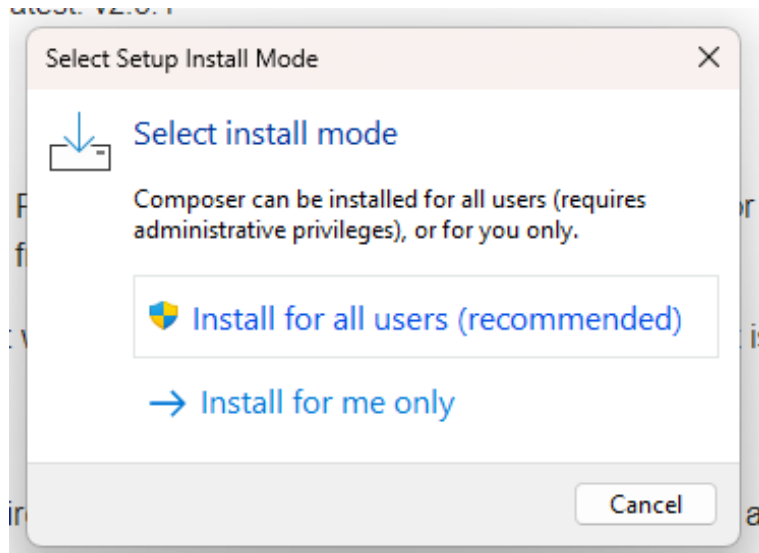 Select Setup Install Mode
Select install mode
Composer can be installed for all users (requires
administrative privileges), or for you only.
Install for all users (recommended)
Install for me only
Cancel